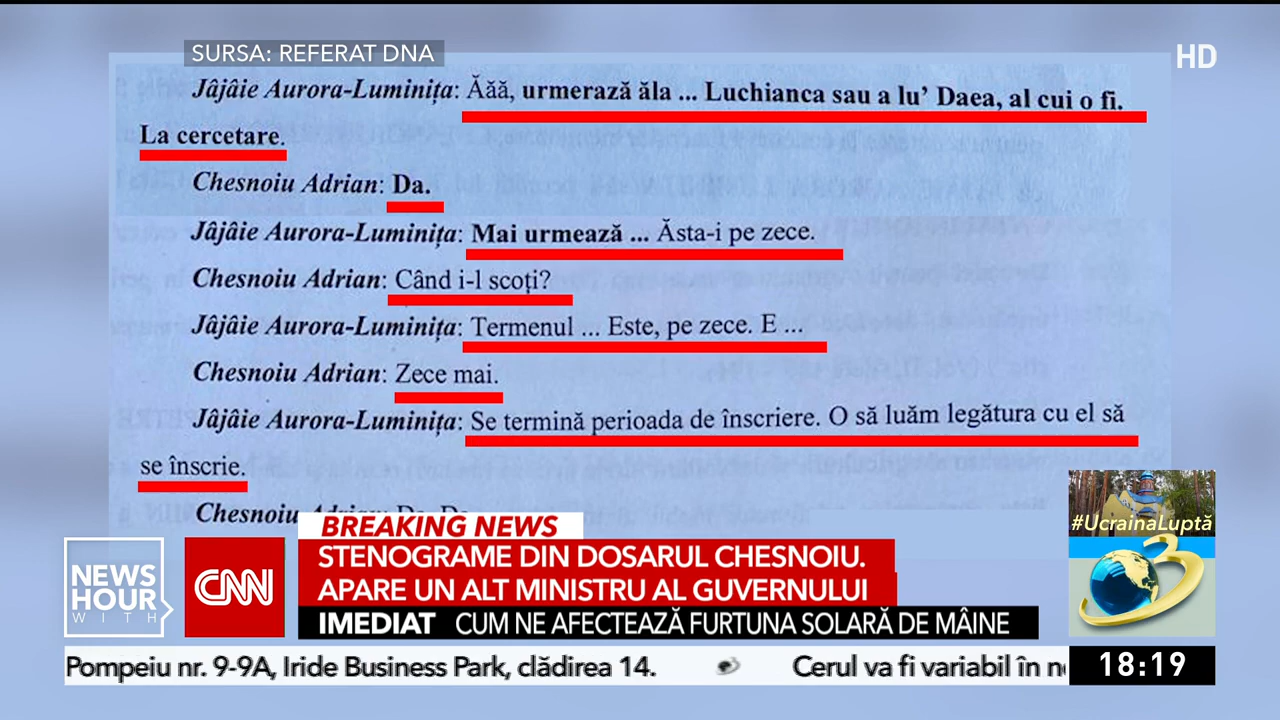 SURSA: REFERAT DNA
HD
Jâjâie Aurora-Luminița: Ăăă, urmerază ăla ... Luchianca sau a lu' Daea, al cui o fi.
La cercetare.
Chesnoiu Adrian: Da.
Jâjâie Aurora-Luminița: Mai urmează ... Ăsta-i pe zece.
Chesnoiu Adrian: Când i-l scoți?
Jâjâie Aurora-Luminița: Termenul ... Este, pe zece. E ...
Chesnoiu Adrian: Zece mai.
Jâjâie Aurora-Luminița: Se termină perioada de înscriere. O să luăm legătura cu el să
se înscrie.
Chesnoiu
BREAKING NEWS
STENOGRAME DIN DOSARUL CHESNOIU.
APARE UN ALT MINISTRU AL GUVERNULUI
IMEDIAT CUM NE AFECTEAZĂ FURTUNA SOLARĂ DE MÂINE
NEWS
HOUR
WITH
CNN
#UcrainaLuptă
3
Pompeiu nr. 9-9A, Iride Business Park, clădirea 14. Cerul va fi variabil în
18:19